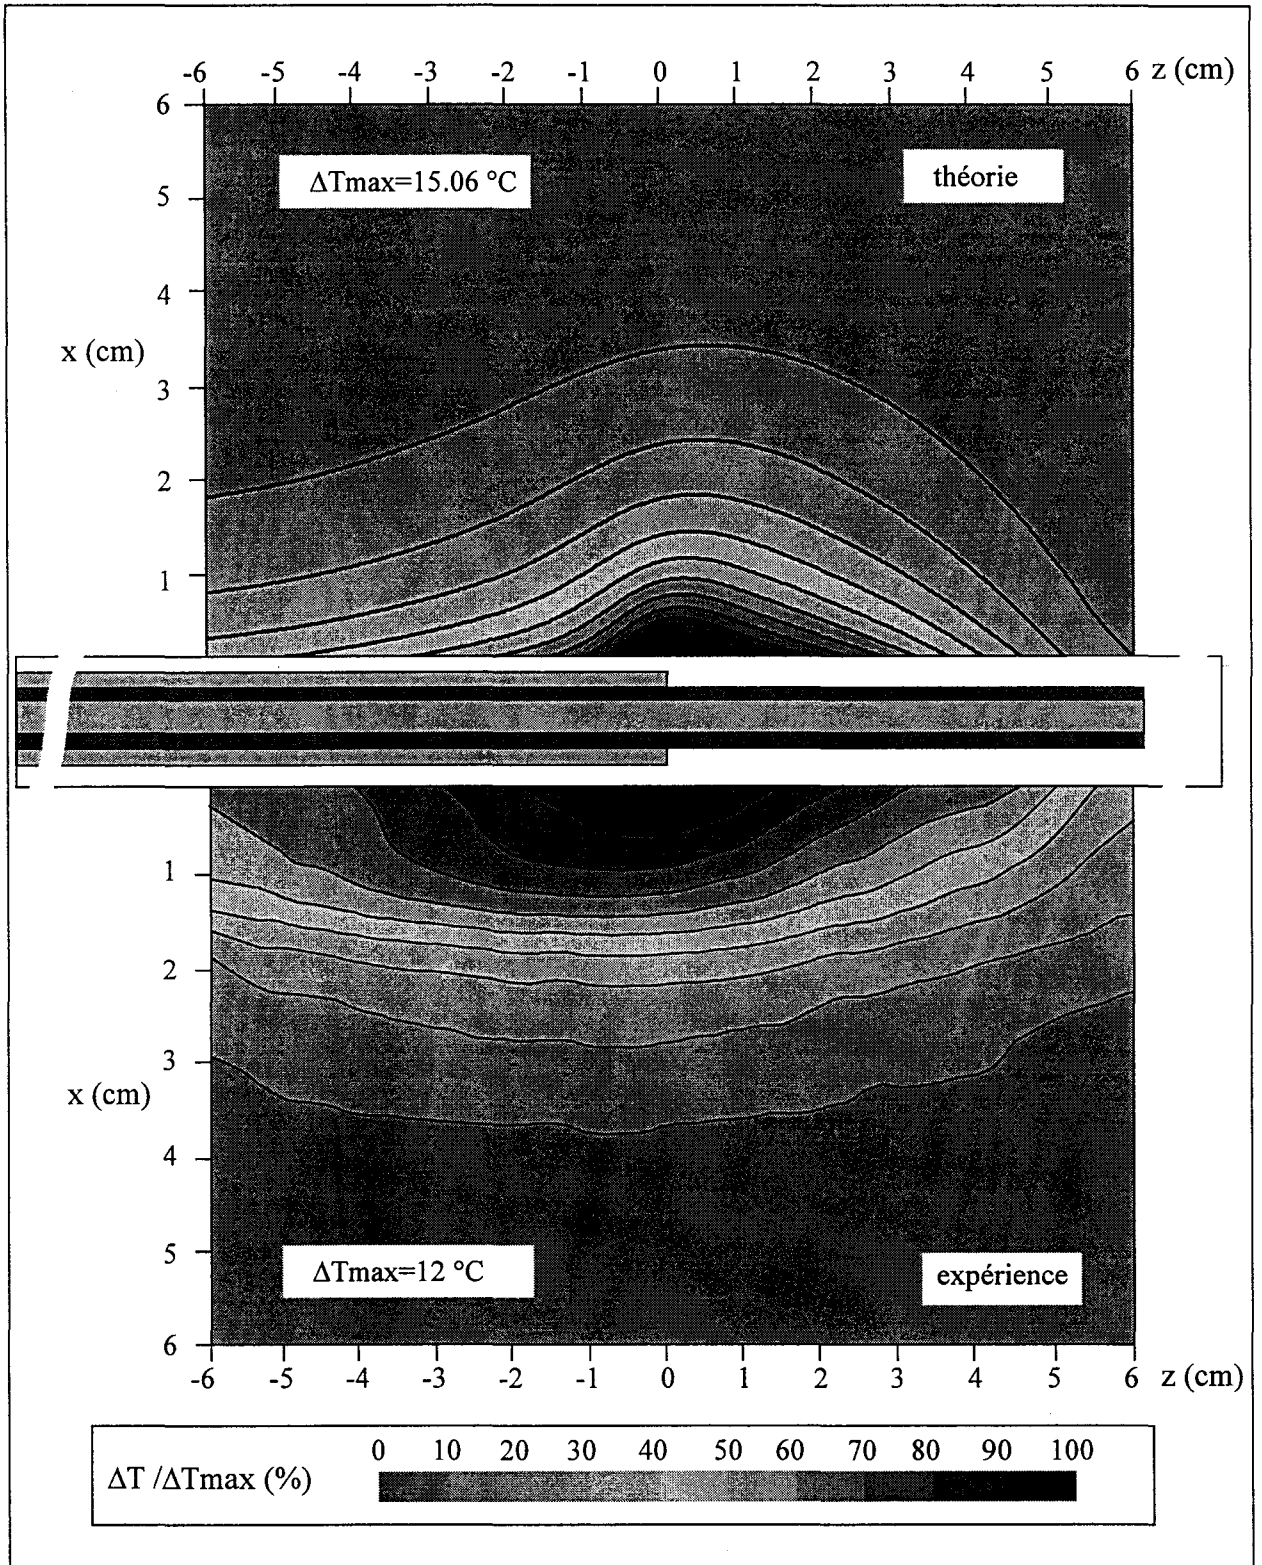 -6 -5 -4 -3 -2 -1 0 1 2 3 4 5 6 z (cm)
6
ΔTmax=15.06 °C
théorie
5
4
x (cm)
3
2
1
1
2
3
x (cm)
4
5
ΔTmax=12 °C
expérience
6
-6 -5 -4 -3 -2 -1 0 1 2 3 4 5 6 z (cm)
0 10 20 30 40 50 60 70 80 90 100
ΔT /ΔTmax (%)